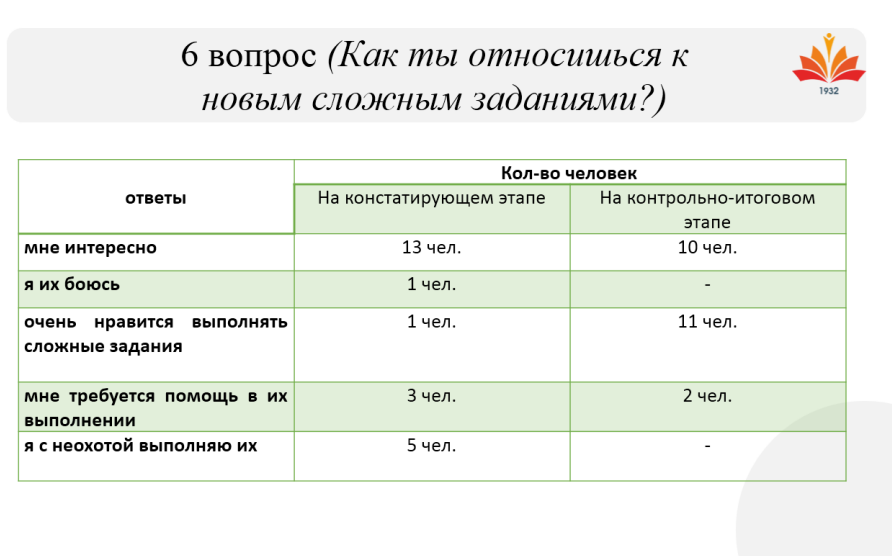 6 вопрос (Как ты относишься к
новым сложным заданиями?)
1932
ответы
Кол-во человек
На констатирующем этапе
На контрольно-итоговом
этапе
мне интересно
13 чел.
10 чел.
я их боюсь
1 чел.
-
очень нравится выполнять
сложные задания
1 чел.
11 чел.
мне требуется помощь в их
выполнении
3 чел.
2 чел.
я с неохотой выполняю их
5 чел.
-